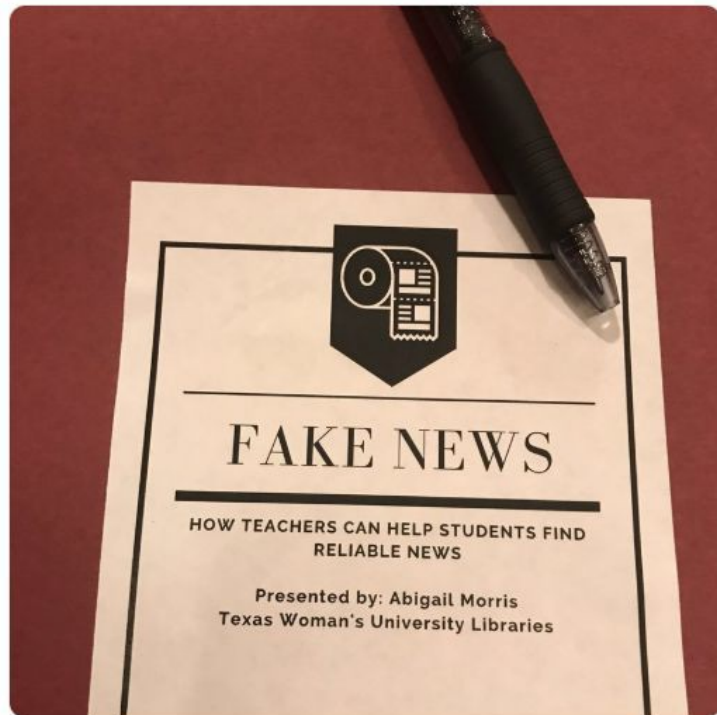 FAKE NEWS
HOW TEACHERS CAN HELP STUDENTS FIND
RELIABLE NEWS
Presented by: Abigail Morris
Texas Woman's University Libraries